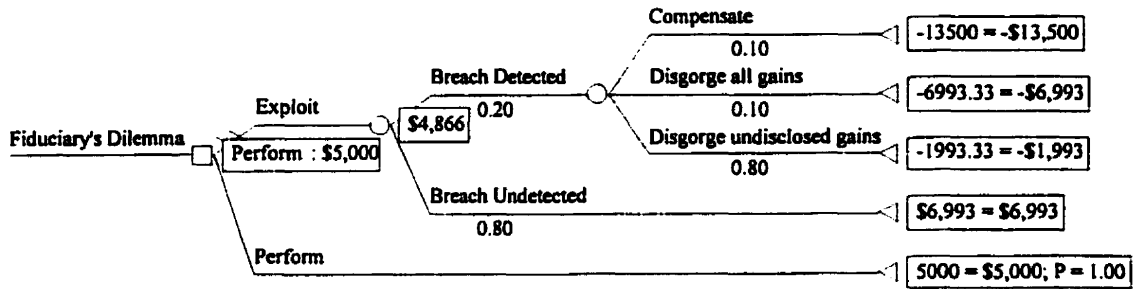 Compensate
-13500 = -$13,500
0.10
Breach Detected
Disgorge all gains
0.20
0.10
-6993.33 = -$6,993
Exploit
$4,866
Disgorge undisclosed gains
0.80
-1993.33 = -$1,993
Fiduciary's Dilemma
Perform : $5,000
Breach Undetected
0.80
$6,993 = $6,993
Perform
5000 = $5,000; P = 1.00